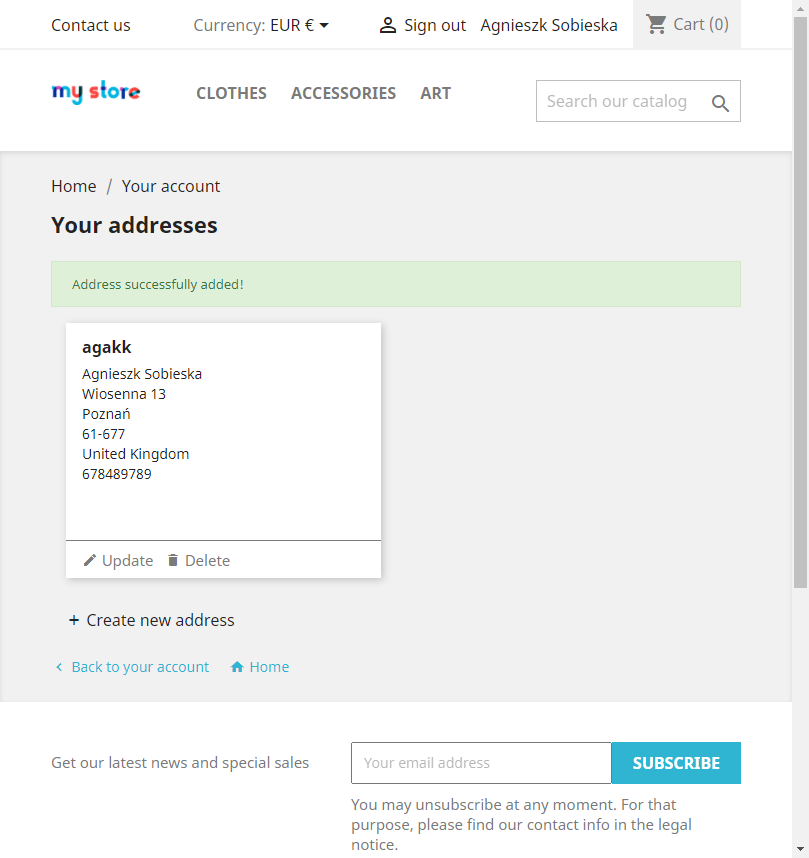 Contact us
Currency: EUR €
Sign out
Agnieszk Sobieska
Cart (0)
my store
CLOTHES
ACCESSORIES
ART
Search our catalog
Home / Your account
Your addresses
Address successfully added!
agakk
Agnieszk Sobieska
Wiosenna 13
Poznań
61-677
United Kingdom
678489789
Update
Delete
+ Create new address
Back to your account
Home
Get our latest news and special sales
Your email address
SUBSCRIBE
You may unsubscribe at any moment. For that
purpose, please find our contact info in the legal
notice.